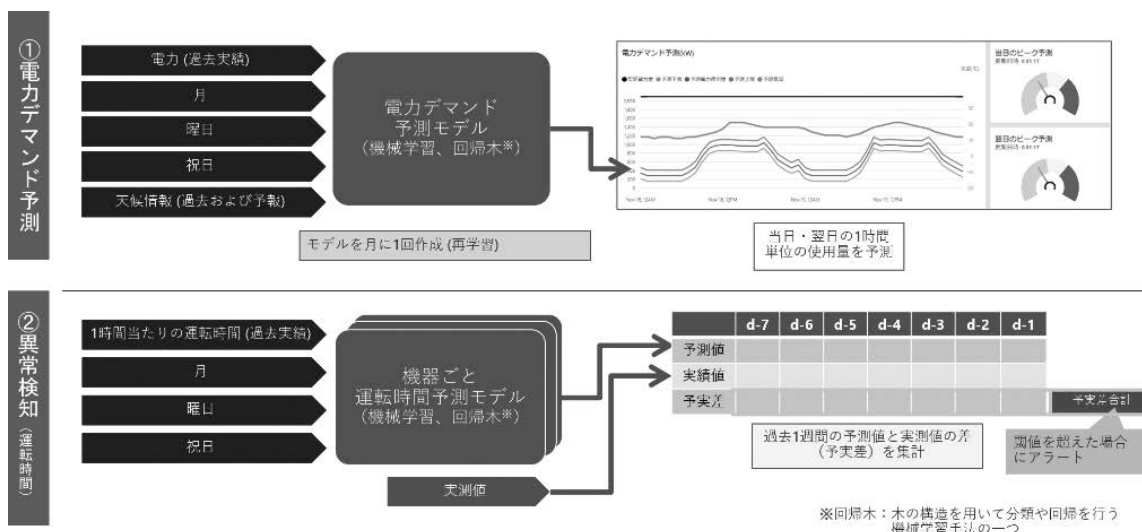 ①電力デマンド予測
電力 (過去実績)
月
曜日
祝日
天候情報 (過去および予報)
電力デマンド
予測モデル
(機械学習、回帰木※)
モデルを月に1回作成 (再学習)
電力デマンド予測(kW)
当日のピーク予測
翌日のピーク予測
当日・翌日の1時間
単位の使用量を予測
②異常検知 (運転時間)
1時間当たりの運転時間 (過去実績)
月
曜日
祝日
機器ごと
運転時間予測モデル
(機械学習、回帰木※)
実測値
d-7 d-6 d-5 d-4 d-3 d-2 d-1
予測値
実績値
予実差
予実差合計
過去1週間の予測値と実測値の差
(予実差) を集計
閾値を超えた場合
にアラート
※回帰木：木の構造を用いて分類や回帰を行う
機械学習手法の一つ